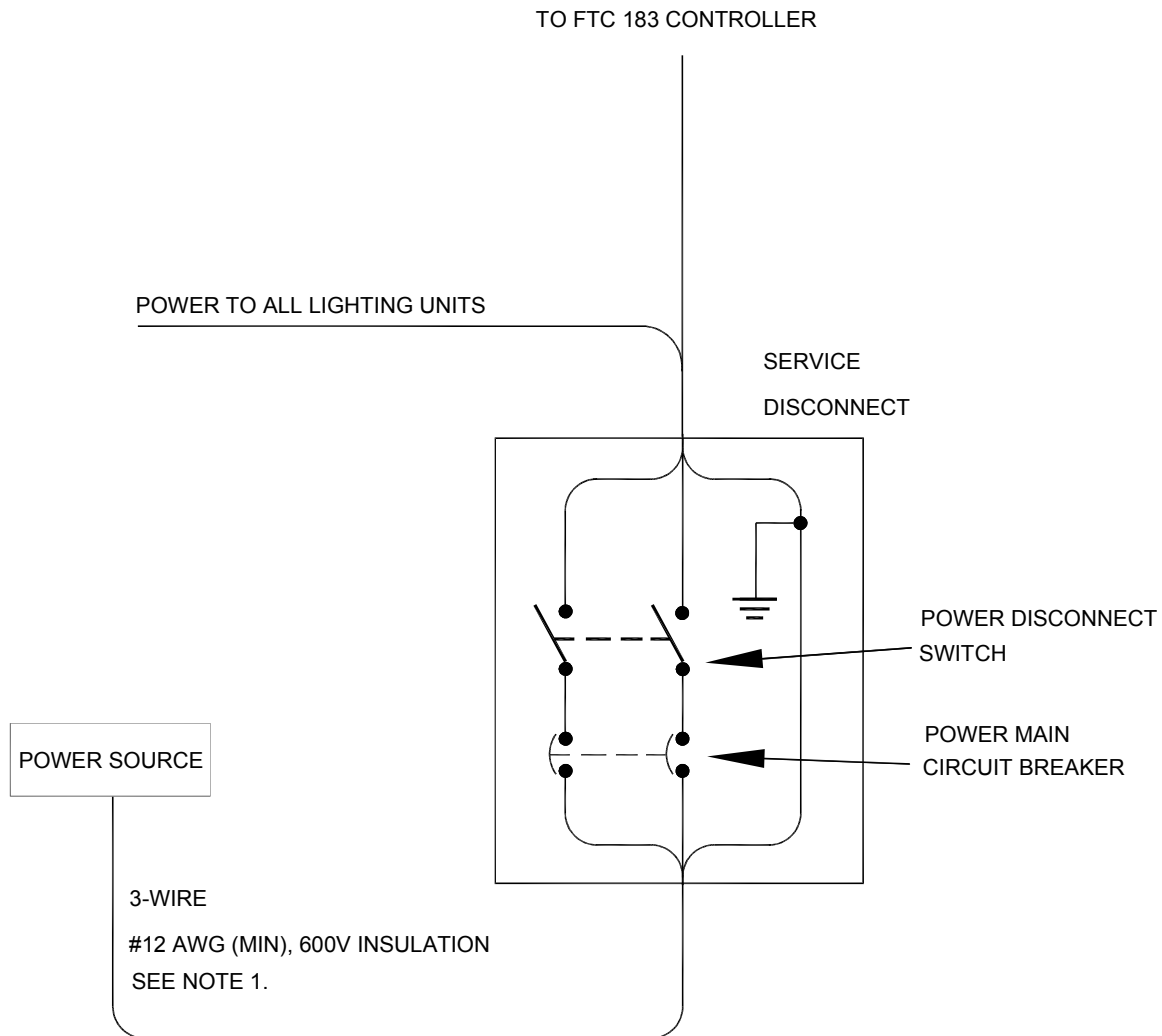 TO FTC 183 CONTROLLER
POWER TO ALL LIGHTING UNITS
SERVICE
DISCONNECT
POWER DISCONNECT
SWITCH
POWER MAIN
CIRCUIT BREAKER
POWER SOURCE
3-WIRE
#12 AWG (MIN), 600V INSULATION
SEE NOTE 1.